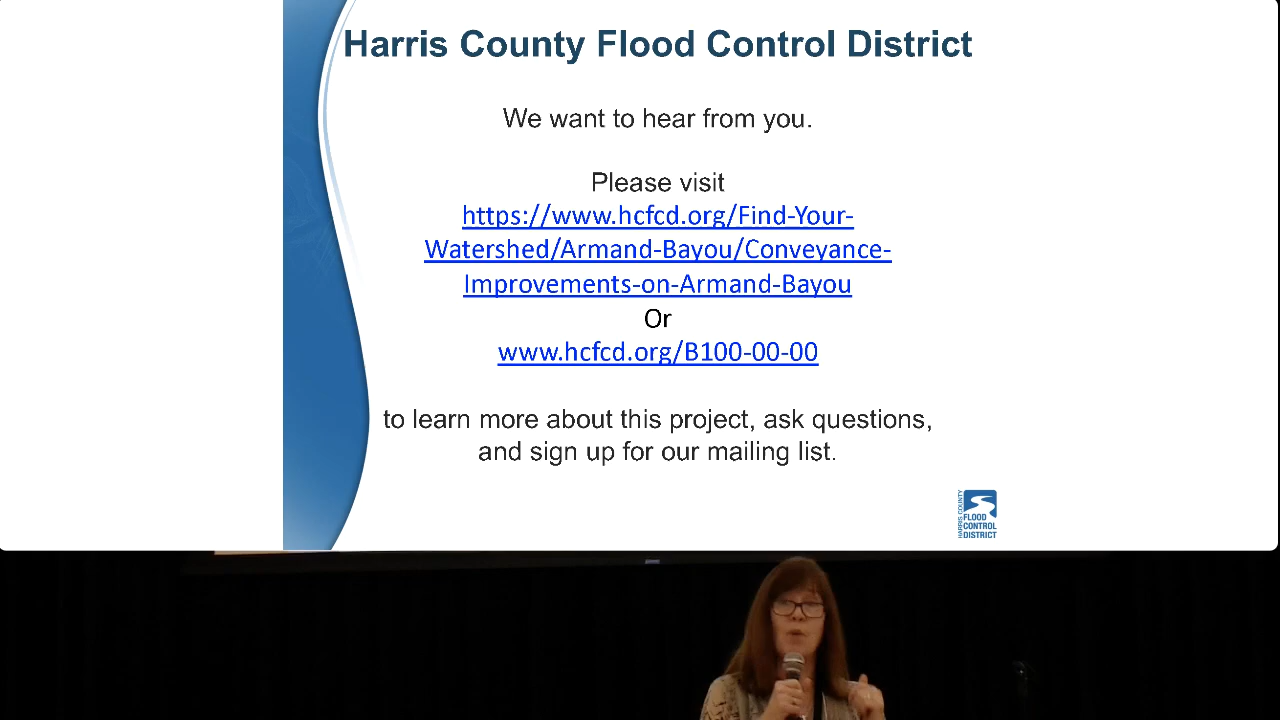 Harris County Flood Control District
We want to hear from you.
Please visit
https://www.hcfcd.org/Find-Your-
Watershed/Armand-Bayou/Conveyance-
Improvements-on-Armand-Bayou
Or
www.hcfcd.org/B100-00-00
to learn more about this project, ask questions,
and sign up for our mailing list.
HARRIS COUNTY
FLOOD
CONTROL
DISTRICT